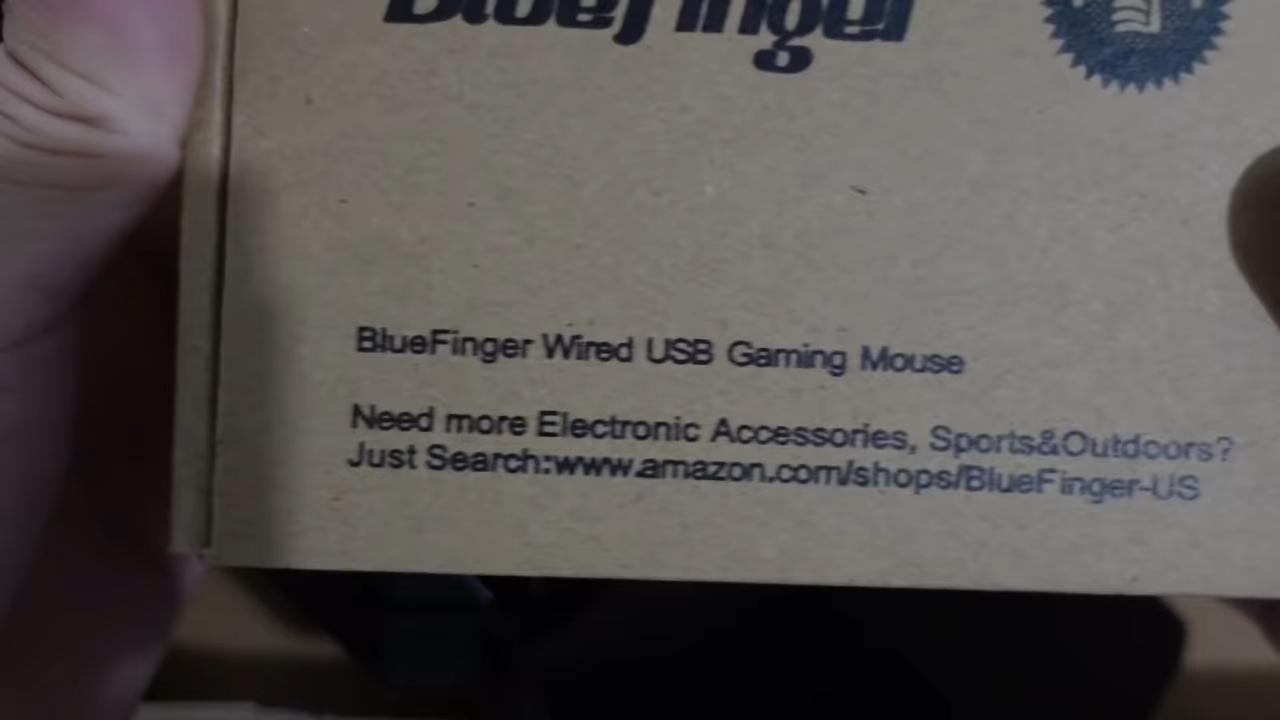 BlueFinger
BlueFinger Wired USB Gaming Mouse
Need more Electronic Accessories, Sports&Outdoors?
Just Search:www.amazon.com/shops/BlueFinger-US